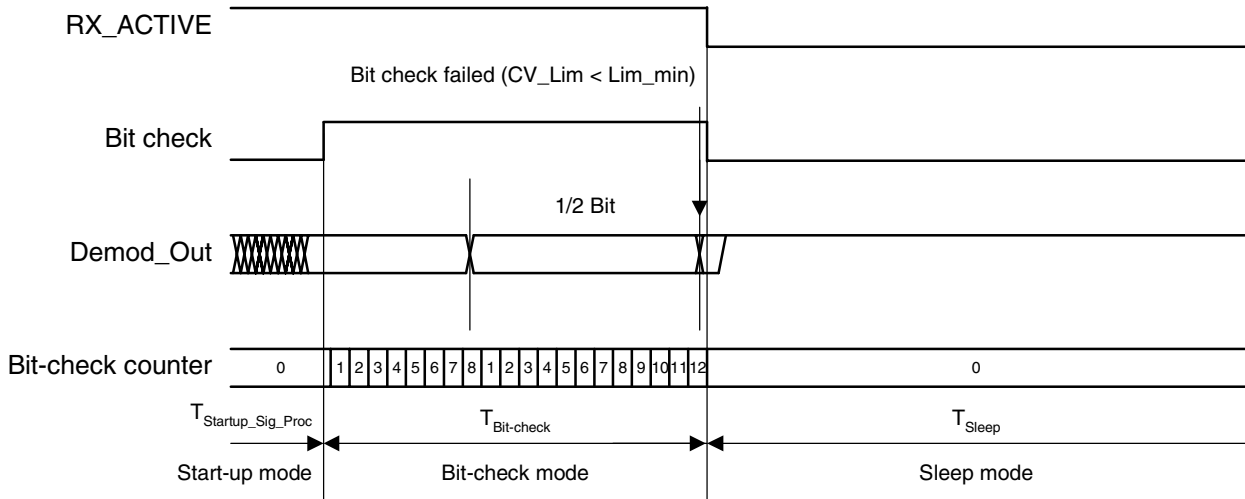 RX_ACTIVE
Bit check failed (CV_Lim < Lim_min)
Bit check
1/2 Bit
Demod_Out
Bit-check counter 0 1 2 3 4 5 6 7 8 1 2 3 4 5 6 7 8 9 10 11 12 0
TStartup_Sig_Proc TBit-check TSleep
Start-up mode Bit-check mode Sleep mode